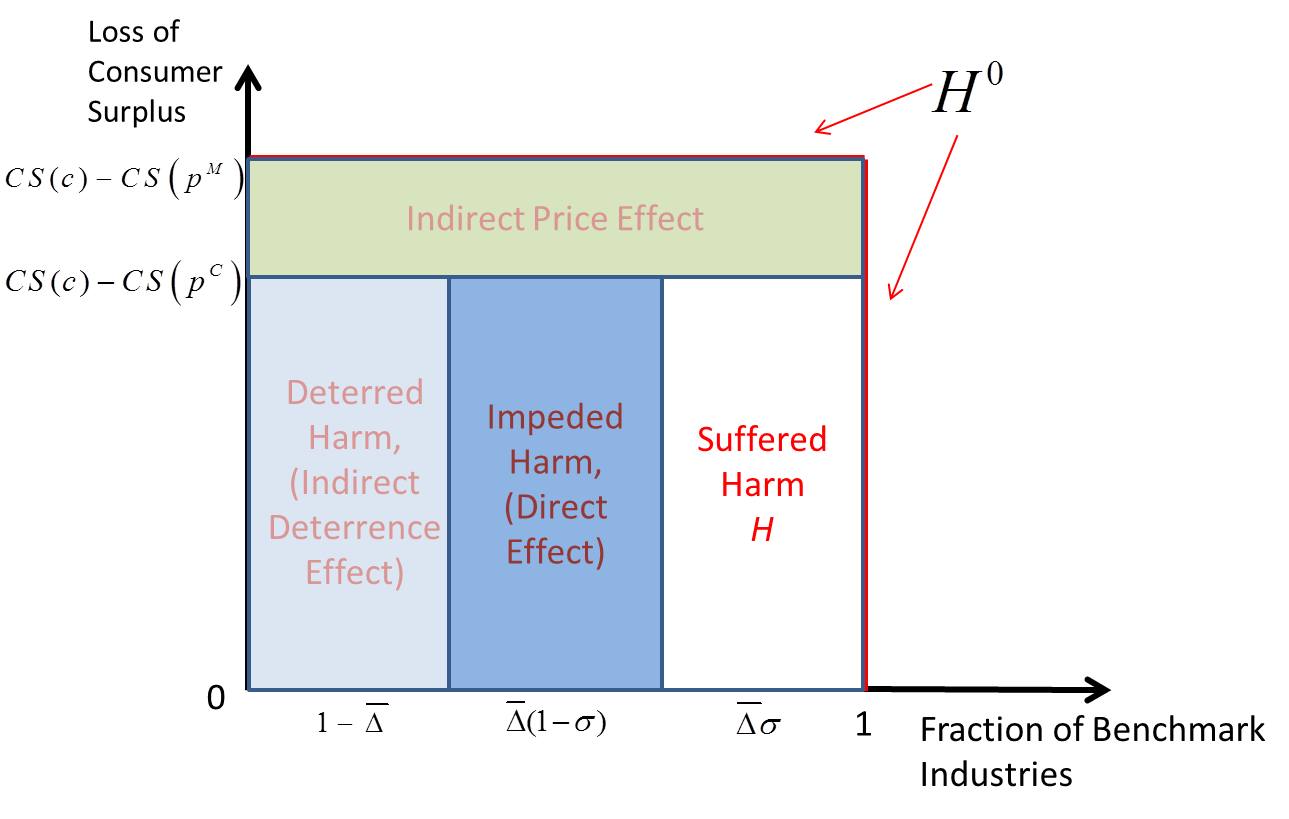 Loss of
Consumer
Surplus
H⁰
CS(c) – CS(p^M)
Indirect Price Effect
CS(c) – CS(p^C)
Deterred
Harm,
(Indirect
Deterrence
Effect)
Impeded
Harm,
(Direct
Effect)
Suffered
Harm
H
0
1 – Δ̅
Δ̅(1–σ)
Δ̅σ
1
Fraction of Benchmark
Industries